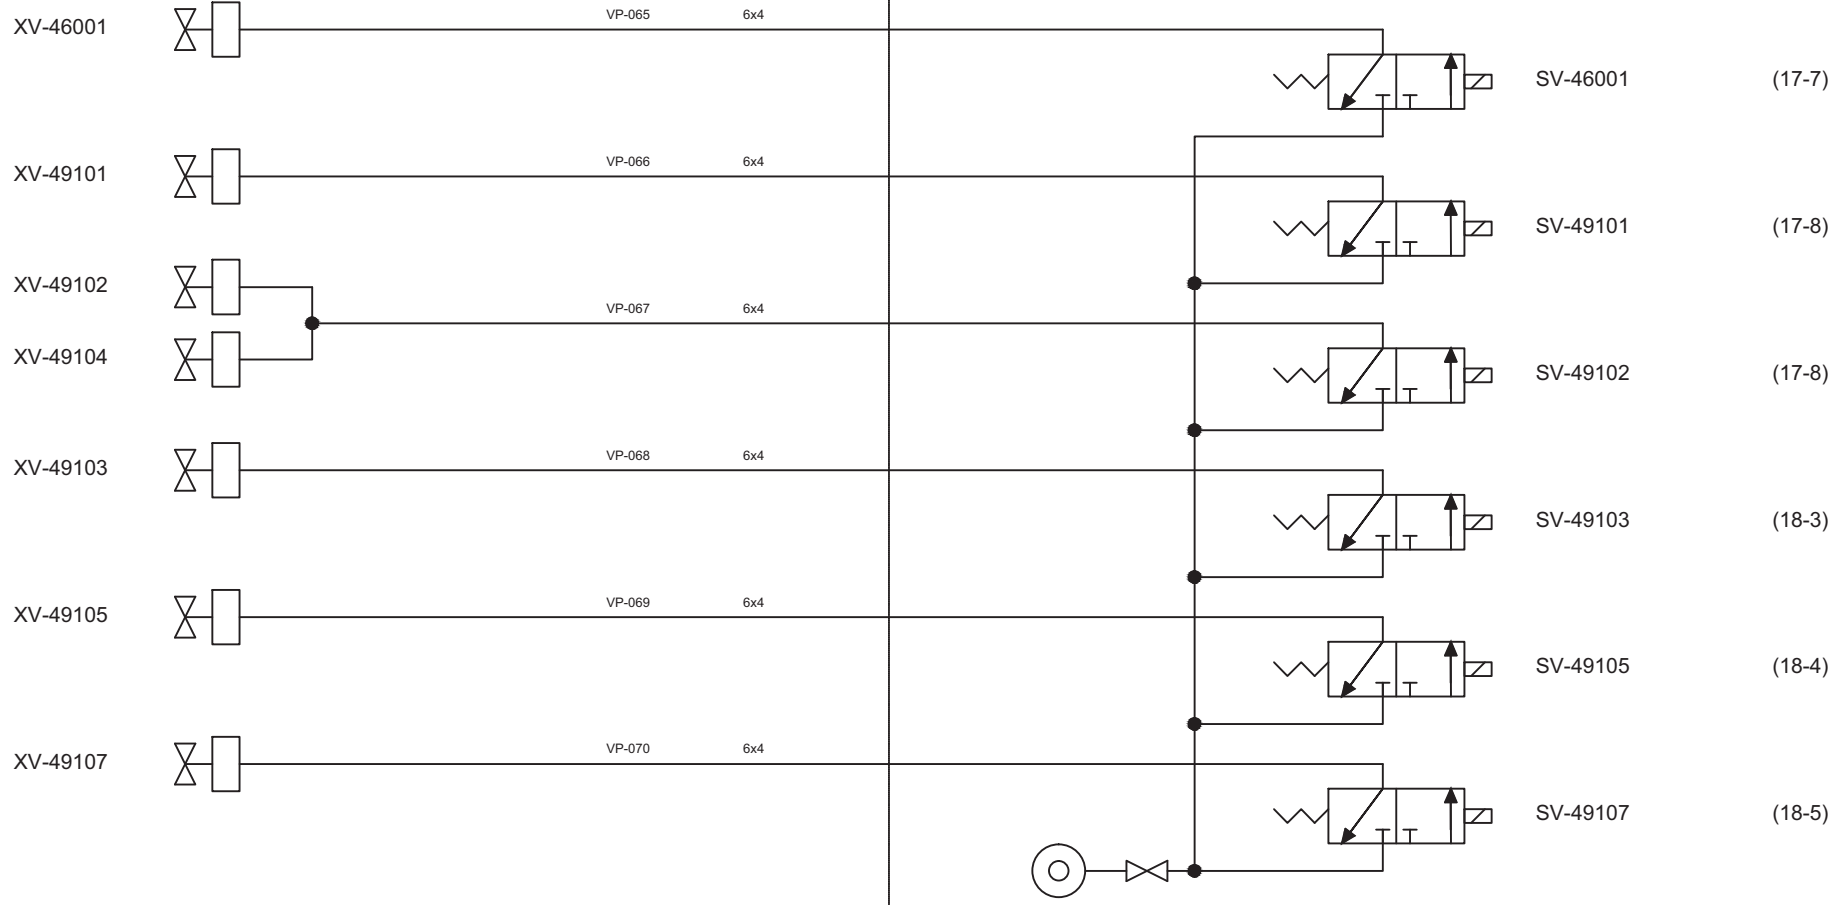 VP-065 6x4
XV-46001
SV-46001 (17-7)
VP-066 6x4
XV-49101
SV-49101 (17-8)
XV-49102
VP-067 6x4
XV-49104
SV-49102 (17-8)
VP-068 6x4
XV-49103
SV-49103 (18-3)
VP-069 6x4
XV-49105
SV-49105 (18-4)
VP-070 6x4
XV-49107
SV-49107 (18-5)